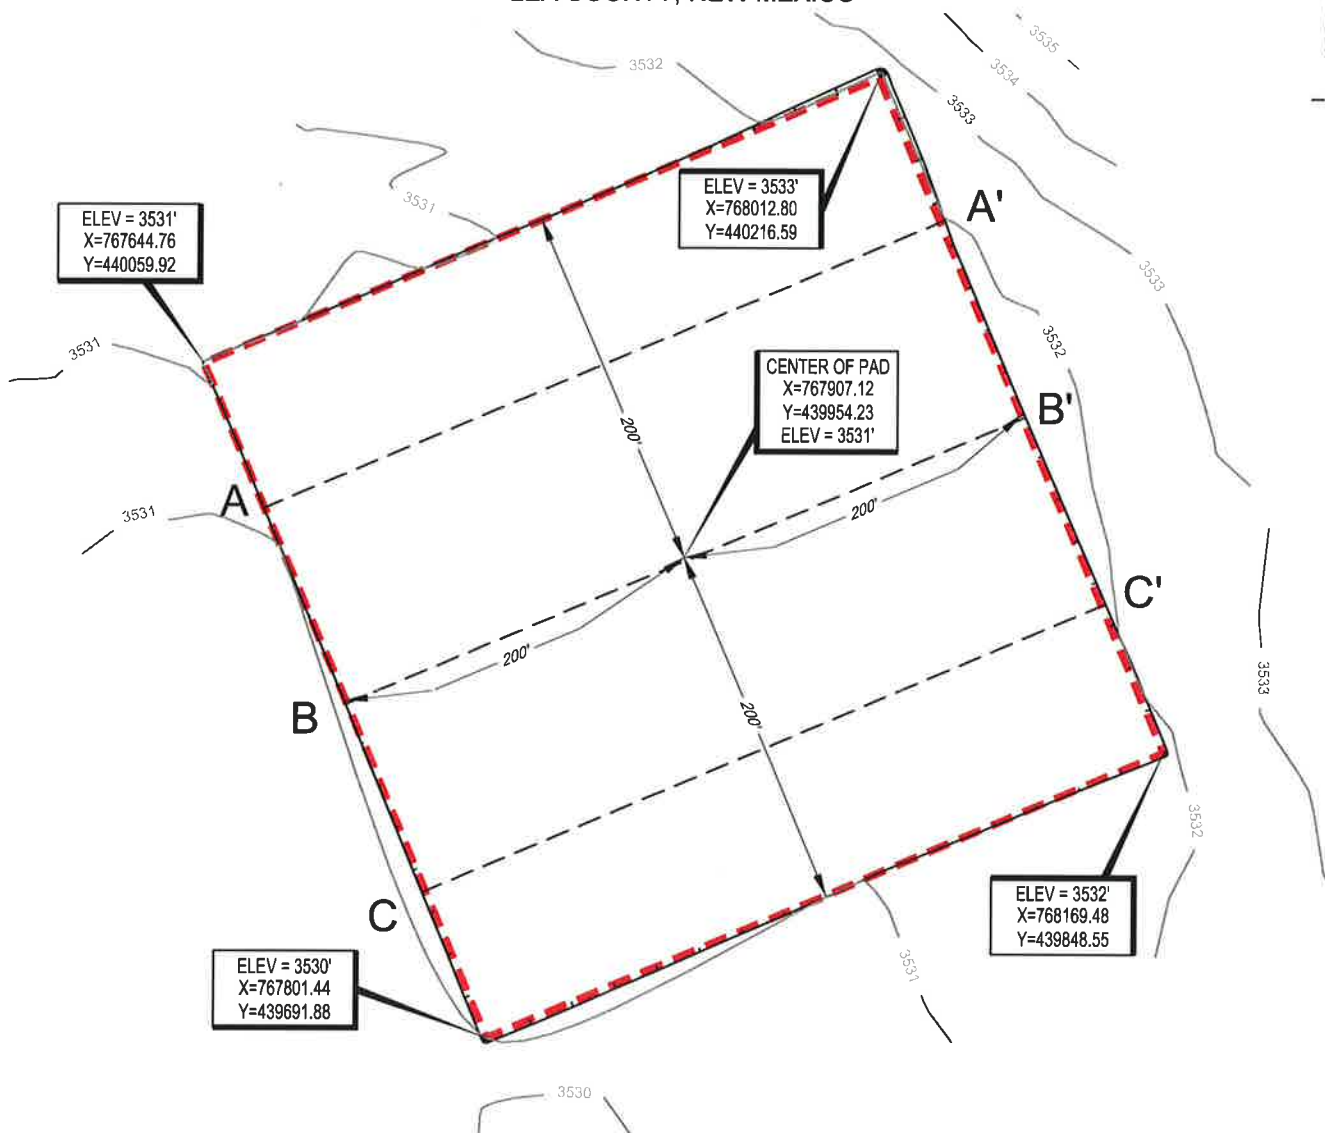 3535
3532
3534
3533
ELEV = 3533'
X=768012.80
Y=440216.59
A'
3531
ELEV = 3531'
X=767644.76
Y=440059.92
3533
3531
3532
CENTER OF PAD
X=767907.12
Y=439954.23
ELEV = 3531'
B'
200'
A
3531
200'
C'
200'
3533
B
200'
3532
C
ELEV = 3532'
X=768169.48
Y=439848.55
3531
ELEV = 3530'
X=767801.44
Y=439691.88
3530